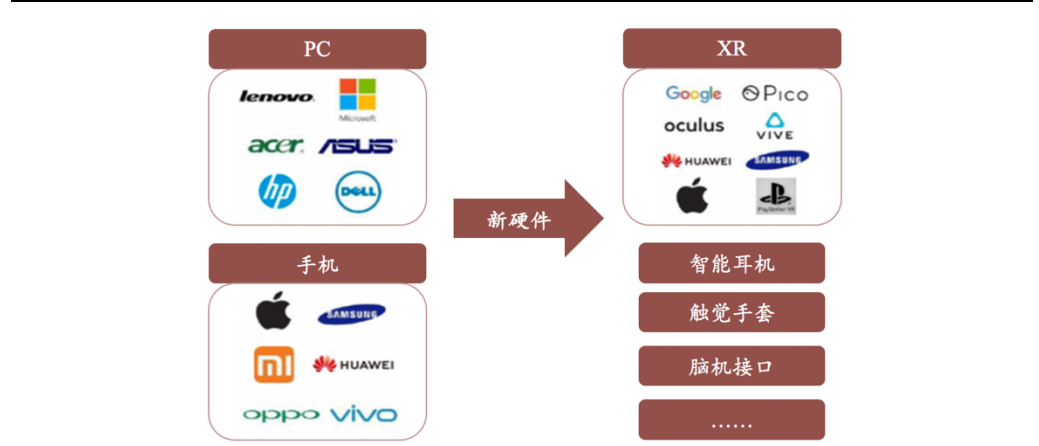 PC
lenovo.
Microsoft
acer ASUS
hp DELL
手机
SAMSUNG
mi HUAWEI
oppo vivo
新硬件
XR
Google Pico
oculus VIVE
HUAWEI SAMSUNG
PlayStation VR
智能耳机
触觉手套
脑机接口
……